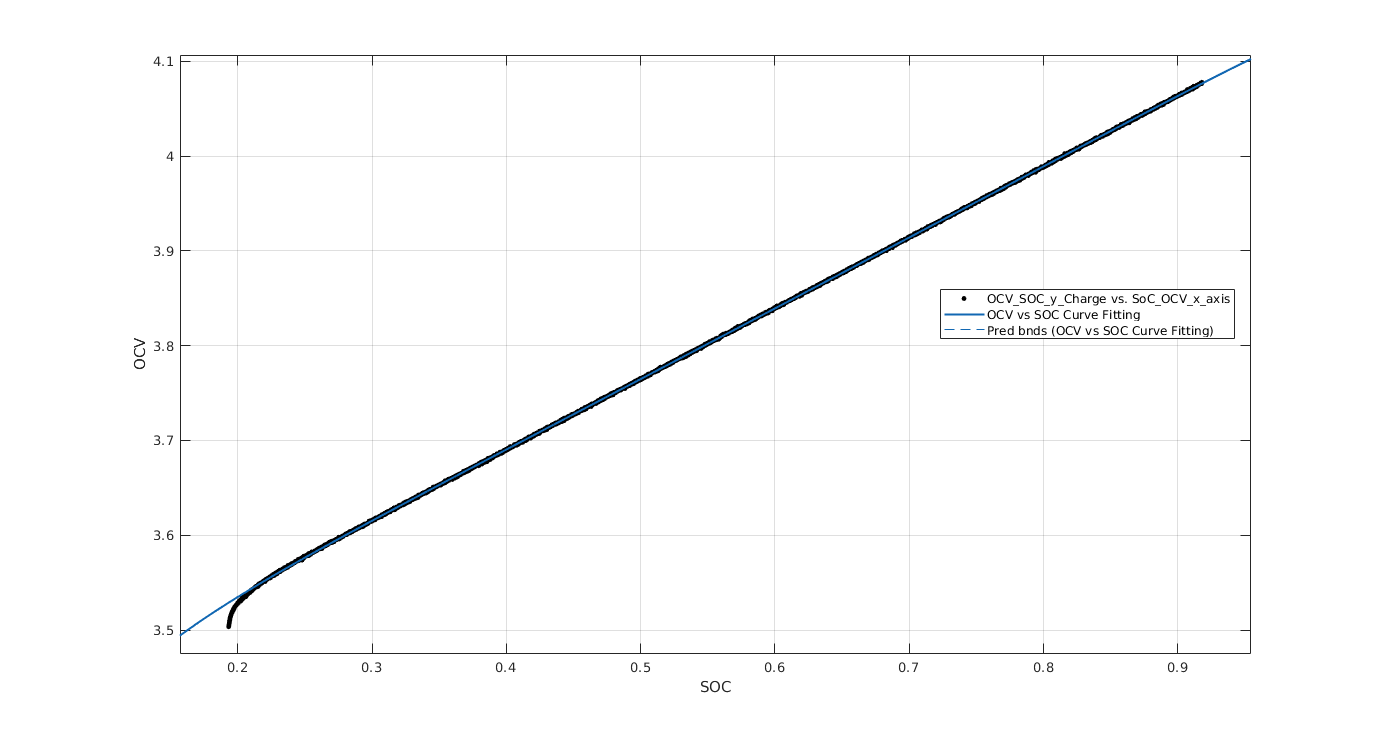 4.1
4
3.9
3.8
3.7
3.6
3.5
OCV
OCV_SOC_y_Charge vs. SoC_OCV_x_axis
OCV vs SOC Curve Fitting
Pred bnds (OCV vs SOC Curve Fitting)
0.2 0.3 0.4 0.5 0.6 0.7 0.8 0.9
SOC